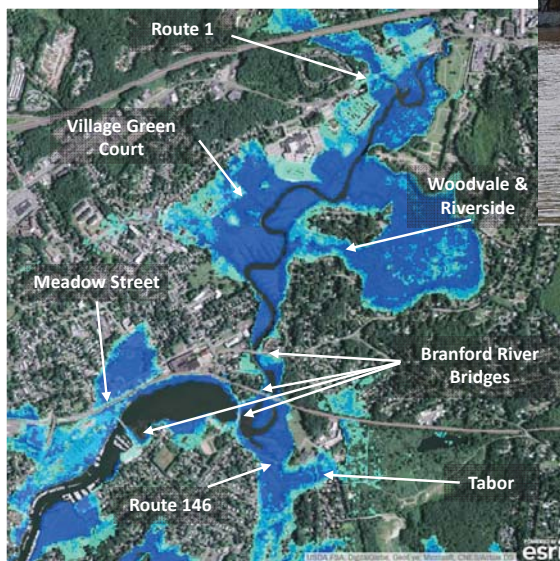 Route 1
Village Green
Court
Woodvale &
Riverside
Meadow Street
Branford River
Bridges
Tabor
Route 146
esri